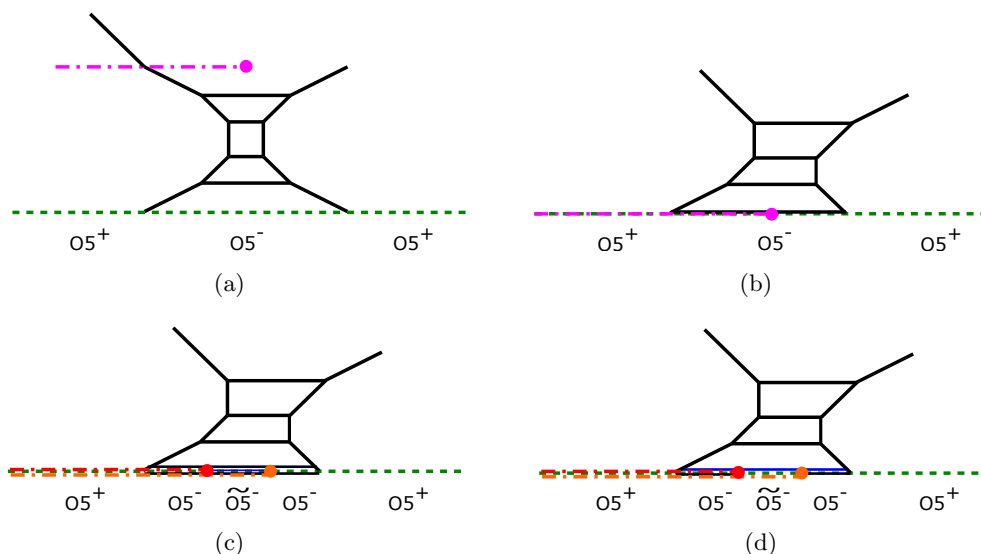 O5⁺ O5⁻ O5⁺
(a)
O5⁺ O5⁻ O5⁺
(b)
O5⁺ O5⁻ Õ5⁻ O5⁻ O5⁺
(c)
O5⁺ O5⁻ Õ5⁻ O5⁻ O5⁺
(d)